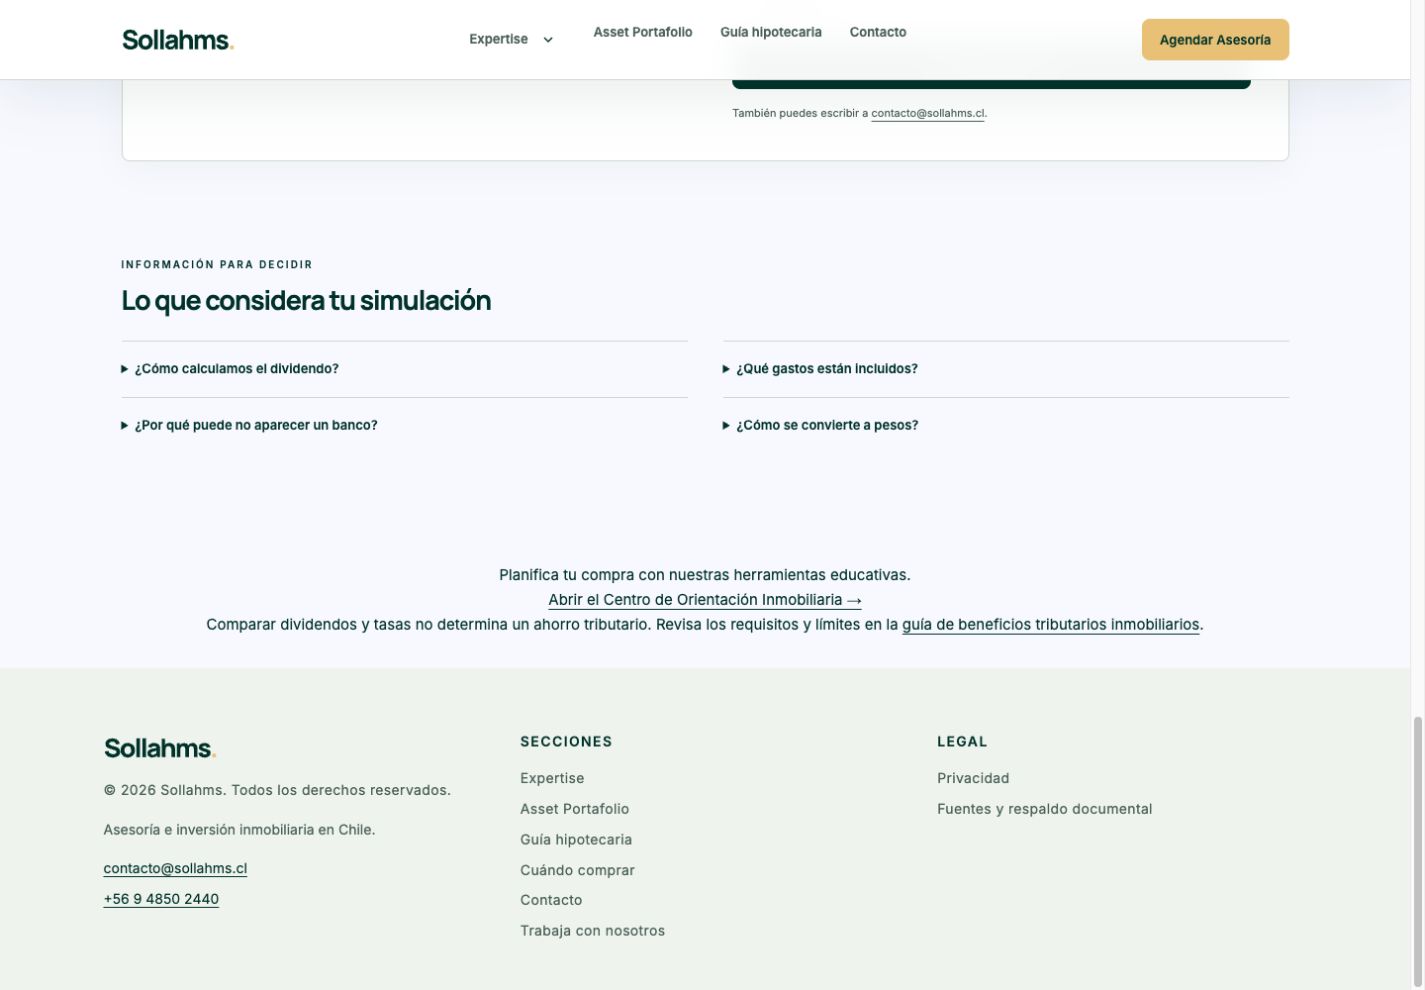 Sollahms.
Expertise
Asset Portafolio
Guía hipotecaria
Contacto
Agendar Asesoría
También puedes escribir a contacto@sollahms.cl.
INFORMACIÓN PARA DECIDIR
Lo que considera tu simulación
¿Cómo calculamos el dividendo?
¿Qué gastos están incluidos?
¿Por qué puede no aparecer un banco?
¿Cómo se convierte a pesos?
Planifica tu compra con nuestras herramientas educativas.
Abrir el Centro de Orientación Inmobiliaria →
Comparar dividendos y tasas no determina un ahorro tributario. Revisa los requisitos y límites en la guía de beneficios tributarios inmobiliarios.
Sollahms.
© 2026 Sollahms. Todos los derechos reservados.
Asesoría e inversión inmobiliaria en Chile.
contacto@sollahms.cl
+56 9 4850 2440
SECCIONES
Expertise
Asset Portafolio
Guía hipotecaria
Cuándo comprar
Contacto
Trabaja con nosotros
LEGAL
Privacidad
Fuentes y respaldo documental